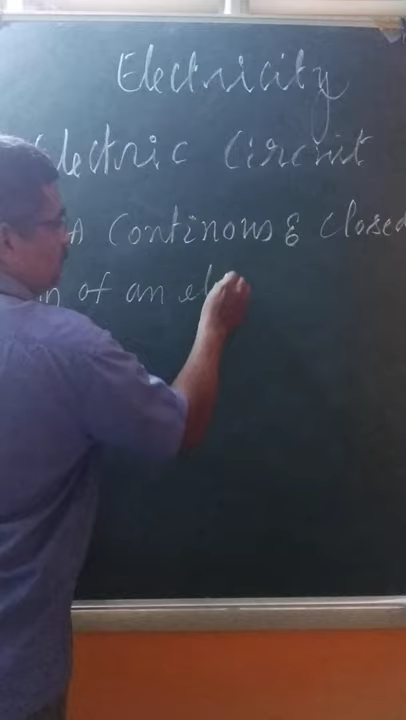 Electricity
Electric Circuit
A Continous & Closed
of an el